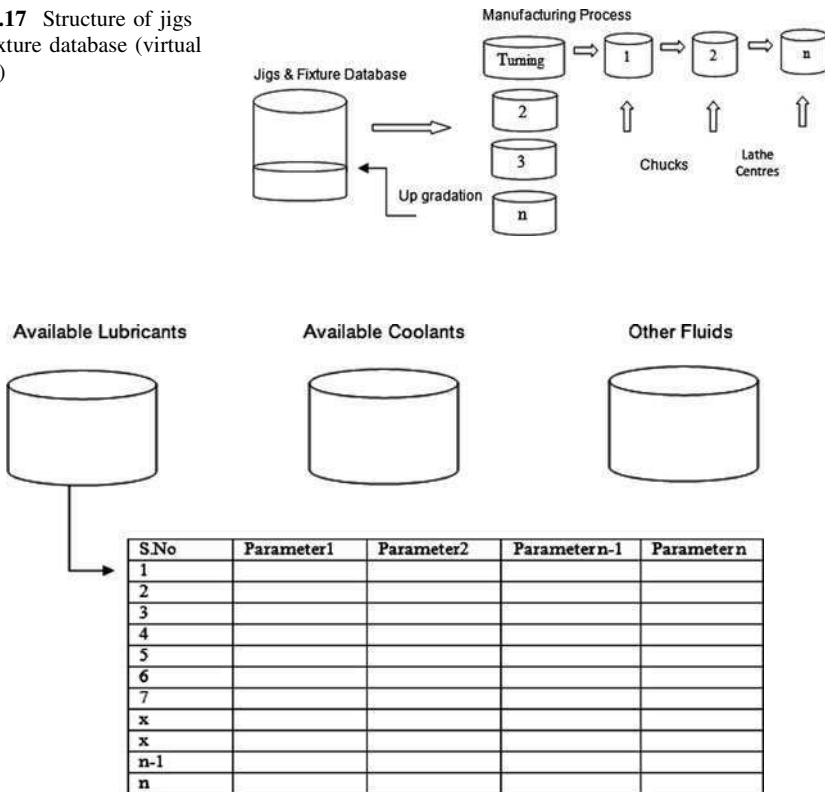 .17 Structure of jigs
xture database (virtual
)
Manufacturing Process
Jigs & Fixture Database
Turning
1
2
n
2
3
n
Chucks
Lathe
Centres
Up gradation
Available Lubricants
Available Coolants
Other Fluids
S.No Parameter1 Parameter2 Parametern-1 Parametern
1
2
3
4
5
6
7
x
x
n-1
n